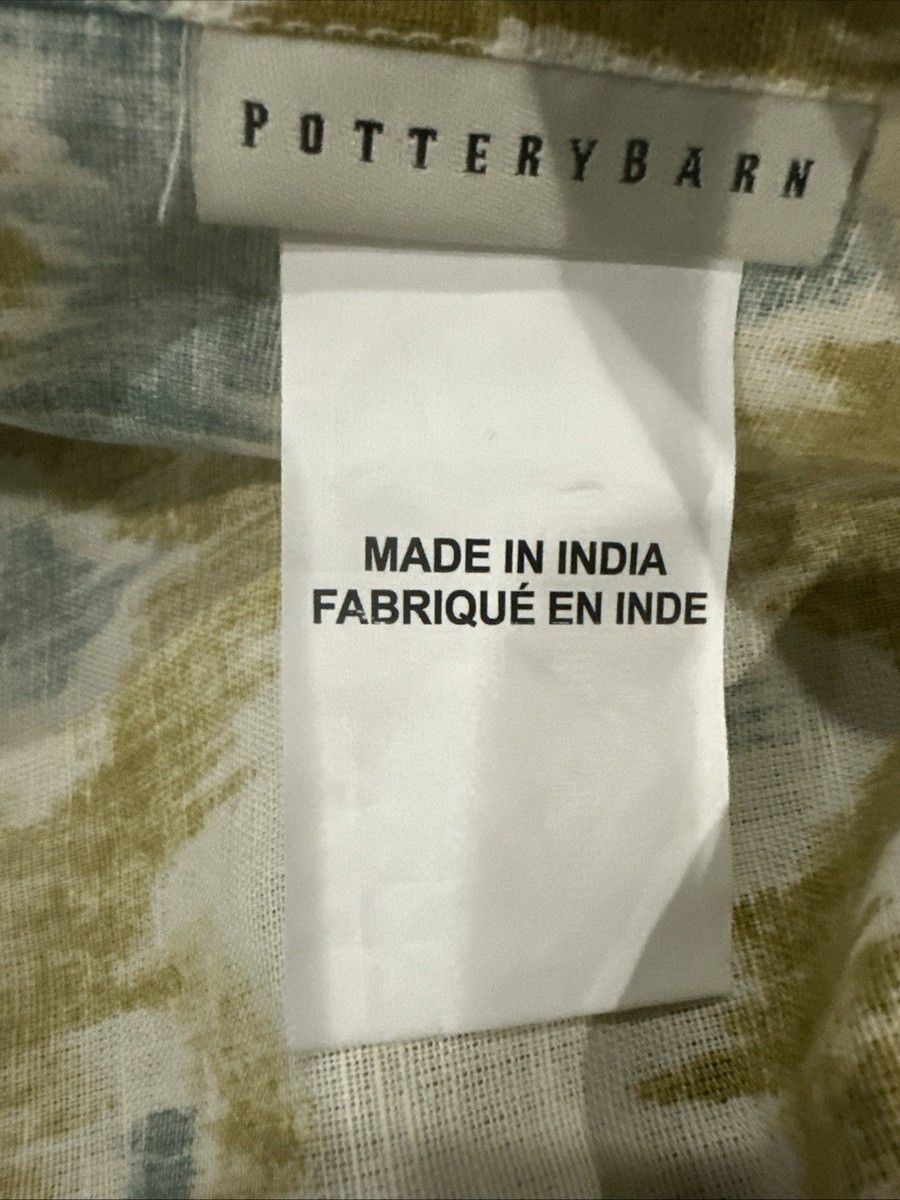 POTTERYBARN
MADE IN INDIA
FABRIQUÉ EN INDE